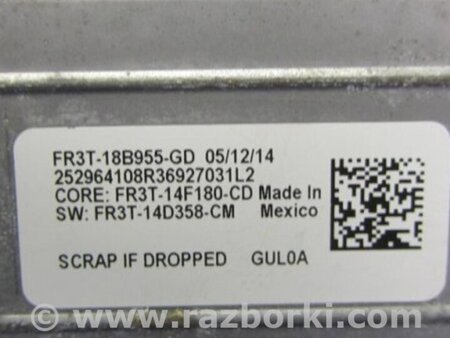 FR3T-18B955-GD 05/12/14
252964108R36927031L2
CORE: FR3T-14F180-CD Made In
SW: FR3T-14D358-CM Mexico
SCRAP IF DROPPED GUL0A
© www.razborki.com